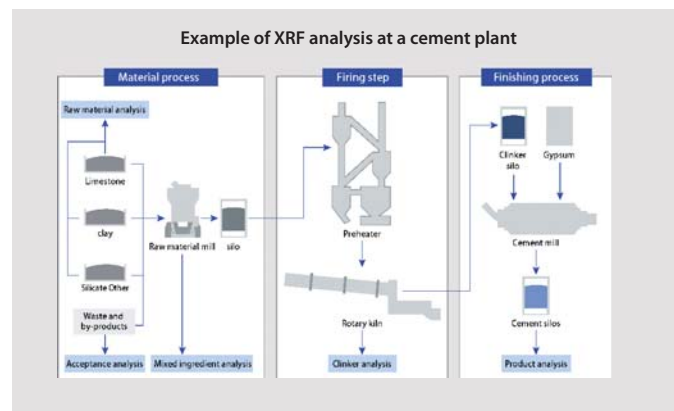 Example of XRF analysis at a cement plant
Material process
Firing step
Finishing process
Raw material analysis
Limestone
clay
Silicate Other
Waste and
by-products
Acceptance analysis
Raw material mill
silo
Mixed ingredient analysis
Preheater
Rotary kiln
Clinker analysis
Clinker
silo
Gypsum
Cement mill
Cement silos
Product analysis